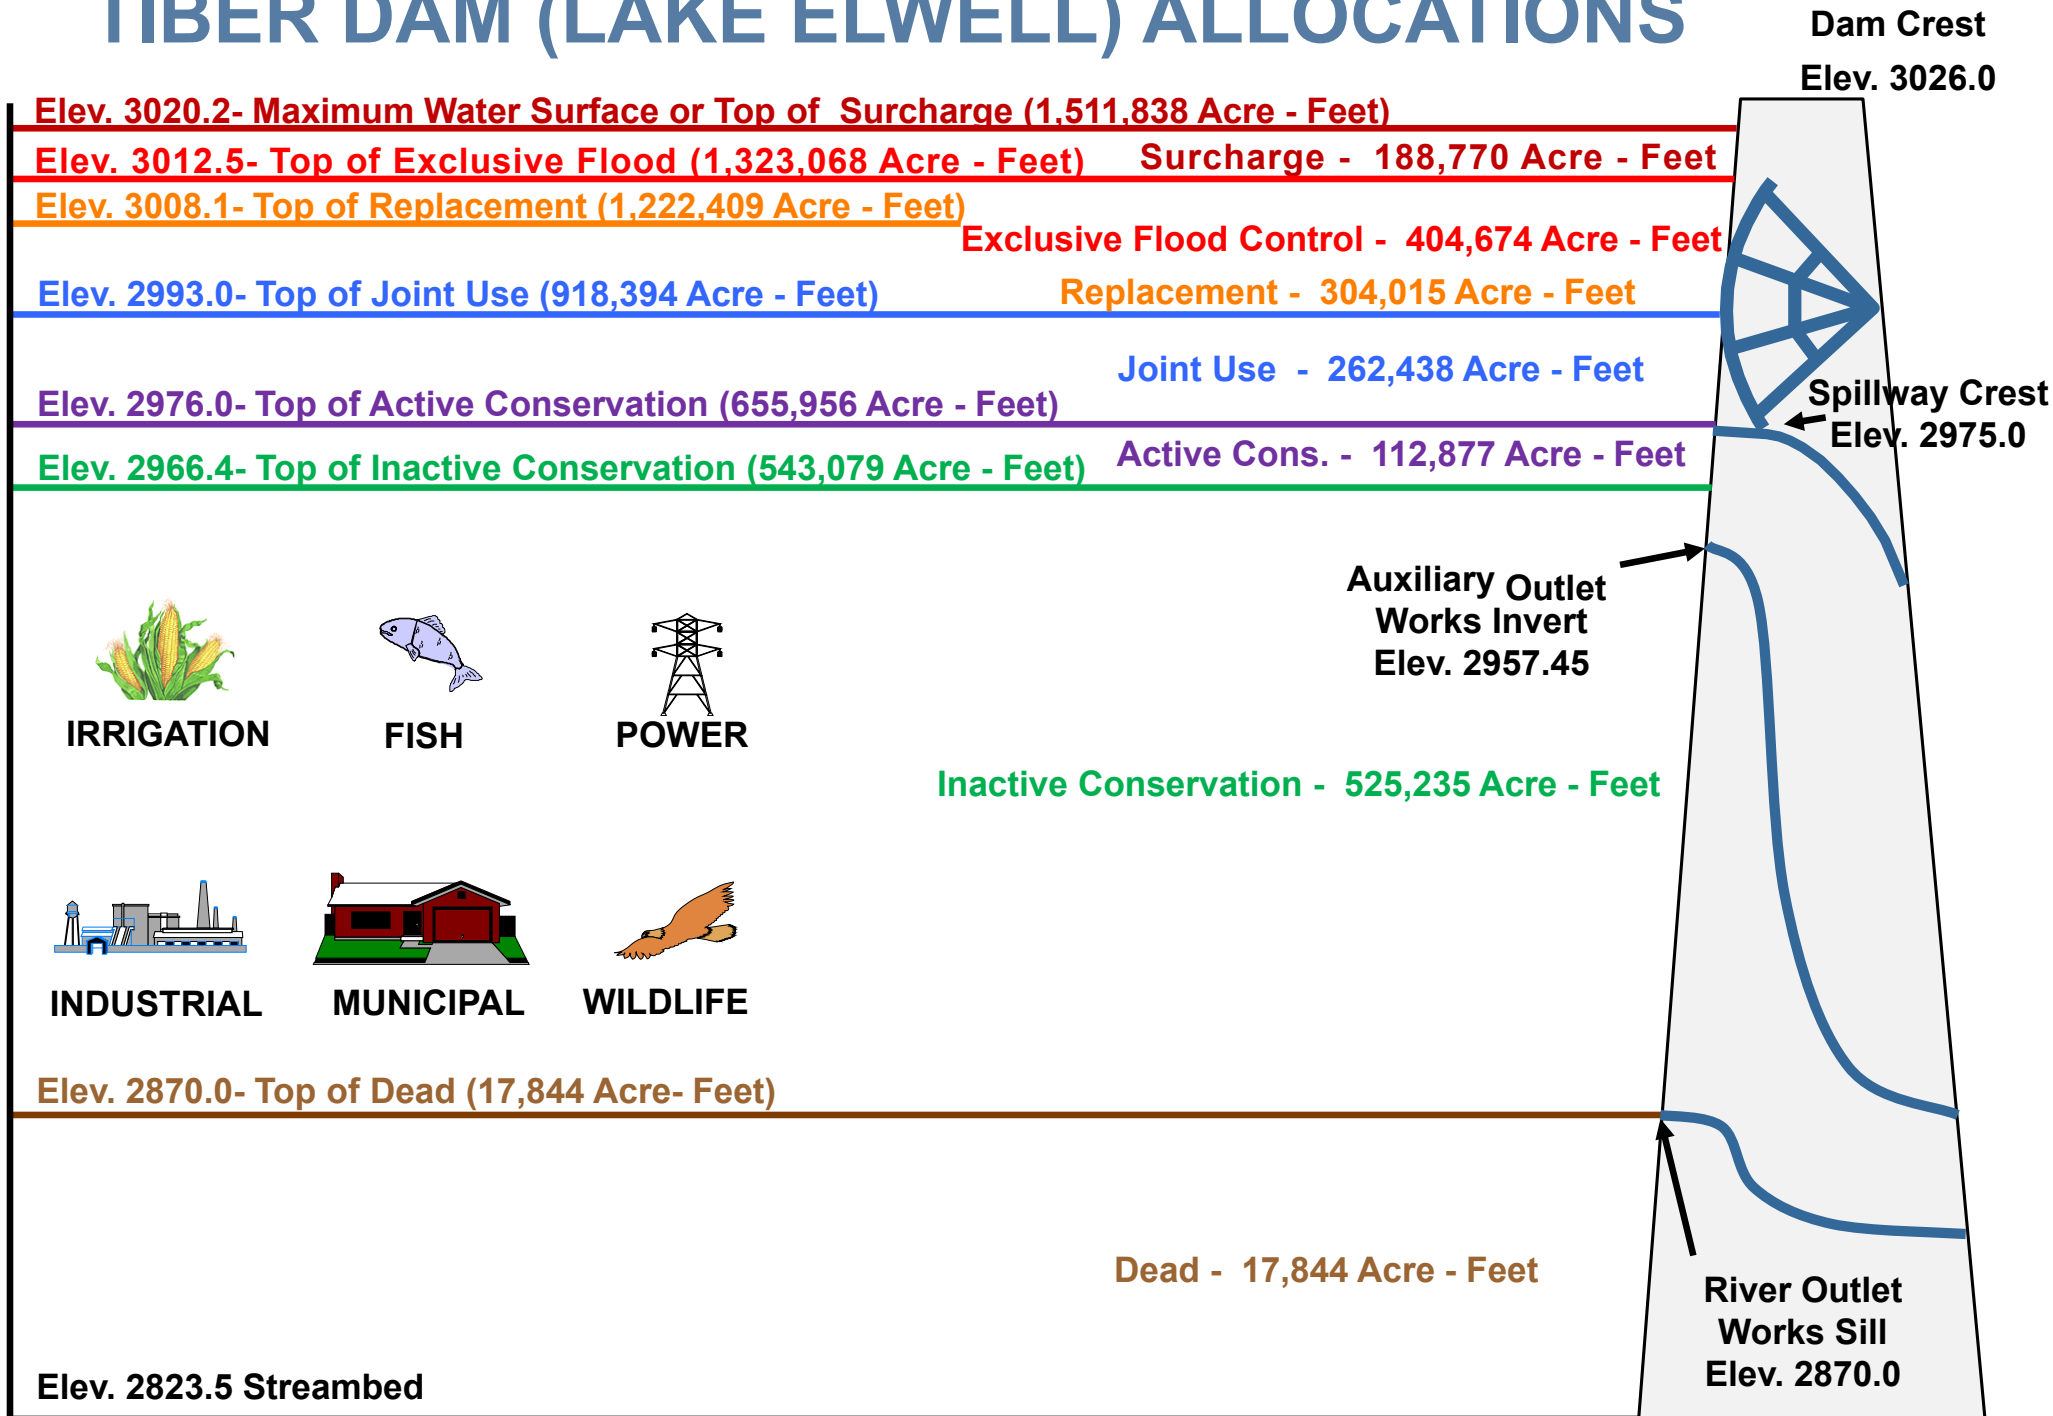 TIBER DAM (LAKE ELWELL) ALLOCATIONS
Dam Crest
Elev. 3026.0
Elev. 3020.2- Maximum Water Surface or Top of Surcharge (1,511,838 Acre - Feet)
Elev. 3012.5- Top of Exclusive Flood (1,323,068 Acre - Feet)
Surcharge - 188,770 Acre - Feet
Elev. 3008.1- Top of Replacement (1,222,409 Acre - Feet)
Exclusive Flood Control - 404,674 Acre - Feet
Elev. 2993.0- Top of Joint Use (918,394 Acre - Feet)
Replacement - 304,015 Acre - Feet
Joint Use - 262,438 Acre - Feet
Elev. 2976.0- Top of Active Conservation (655,956 Acre - Feet)
Spillway Crest
Elev. 2975.0
Elev. 2966.4- Top of Inactive Conservation (543,079 Acre - Feet)
Active Cons. - 112,877 Acre - Feet
Auxiliary Outlet
Works Invert
Elev. 2957.45
IRRIGATION
FISH
POWER
Inactive Conservation - 525,235 Acre - Feet
INDUSTRIAL
MUNICIPAL
WILDLIFE
Elev. 2870.0- Top of Dead (17,844 Acre- Feet)
Dead - 17,844 Acre - Feet
River Outlet
Works Sill
Elev. 2870.0
Elev. 2823.5 Streambed